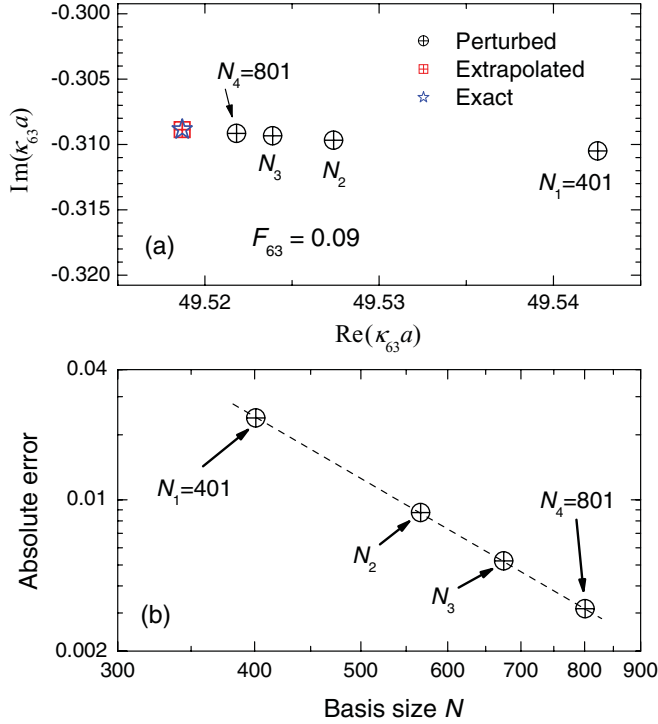 -0.300
-0.305
-0.310
-0.315
-0.320
Im(κ₆₃a)
Perturbed
Extrapolated
Exact
N₄=801
N₃
N₂
N₁=401
(a)
F₆₃ = 0.09
49.52
49.53
49.54
Re(κ₆₃a)
0.04
0.01
0.002
Absolute error
N₁=401
N₂
N₃
N₄=801
(b)
300
400
500
600
700
800
900
Basis size N